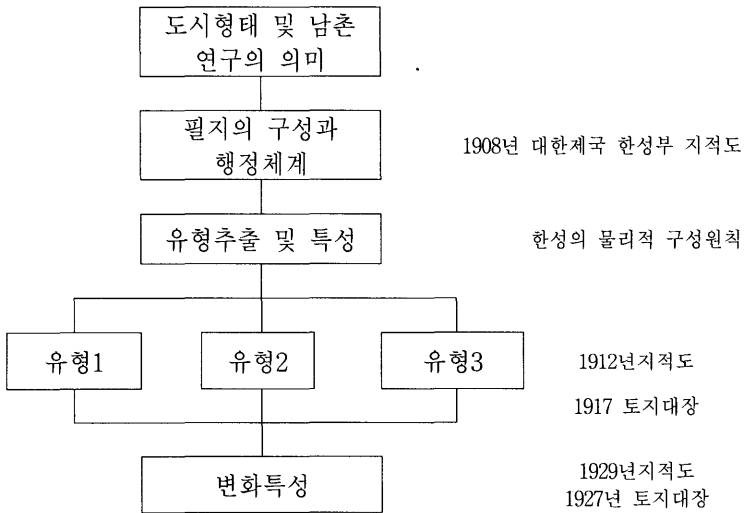 도시형태 및 남촌
연구의 의미
필지의 구성과
행정체계
1908년 대한제국 한성부 지적도
유형추출 및 특성
한성의 물리적 구성원칙
유형1
유형2
유형3
1912년지적도
1917 토지대장
변화특성
1929년지적도
1927년 토지대장